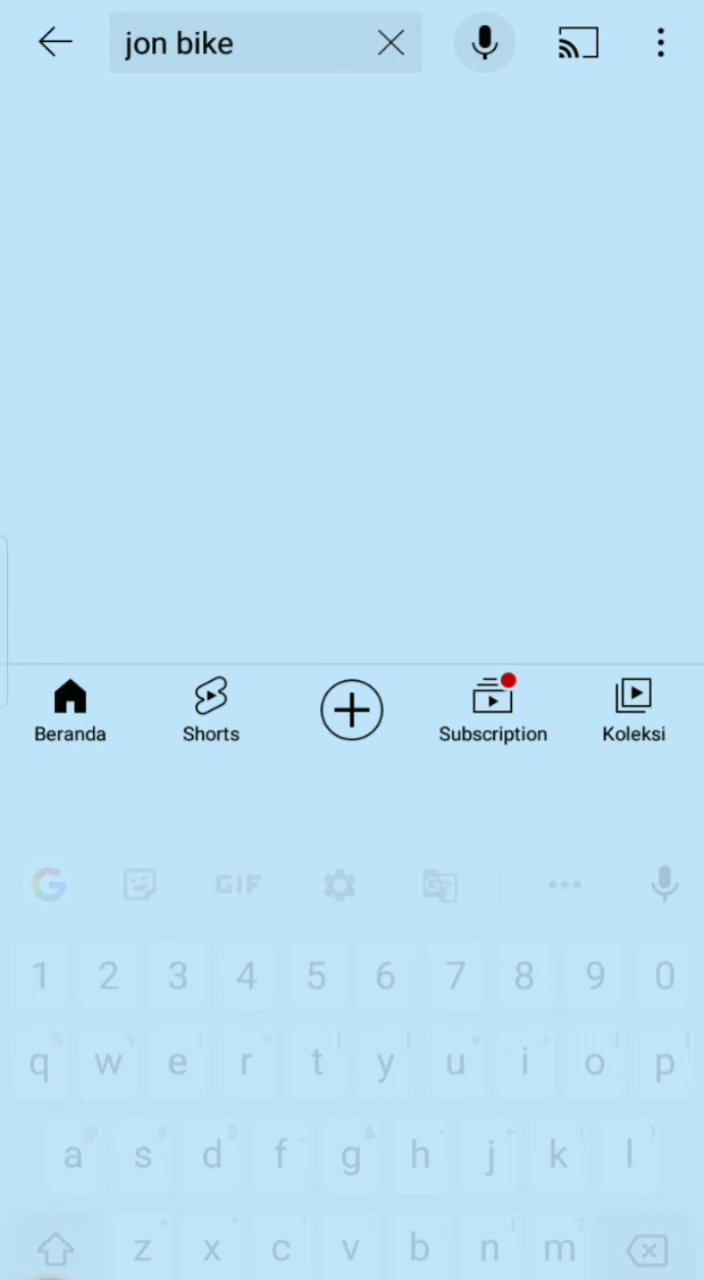 jon bike
Beranda
Shorts
Subscription
Koleksi
GIF
1 2 3 4 5 6 7 8 9 0
q w e r t y u i o p
a s d f g h j k l
z x c v b n m